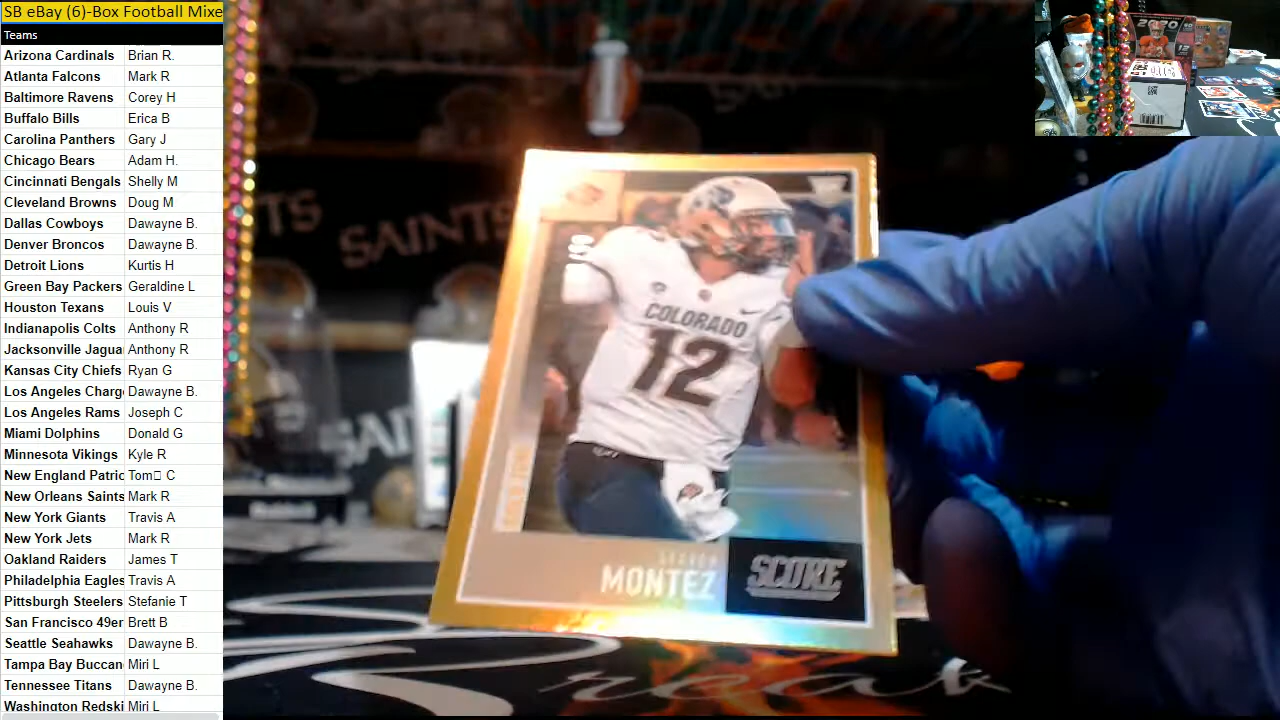 SB eBay (6)-Box Football Mixe
Teams
Arizona Cardinals Brian R.
Atlanta Falcons Mark R
Baltimore Ravens Corey H
Buffalo Bills Erica B
Carolina Panthers Gary J
Chicago Bears Adam H.
Cincinnati Bengals Shelly M
Cleveland Browns Doug M
Dallas Cowboys Dawayne B.
Denver Broncos Dawayne B.
Detroit Lions Kurtis H
Green Bay Packers Geraldine L
Houston Texans Louis V
Indianapolis Colts Anthony R
Jacksonville Jagua Anthony R
Kansas City Chiefs Ryan G
Los Angeles Charg Dawayne B.
Los Angeles Rams Joseph C
Miami Dolphins Donald G
Minnesota Vikings Kyle R
New England Patric Tom□ C
New Orleans Saints Mark R
New York Giants Travis A
New York Jets Mark R
Oakland Raiders James T
Philadelphia Eagles Travis A
Pittsburgh Steelers Stefanie T
San Francisco 49er Brett B
Seattle Seahawks Dawayne B.
Tampa Bay Buccan Miri L
Tennessee Titans Dawayne B.
Washington Redski Miri L
SAINTS
COLORADO
12
MONTEZ
SCORE
2020
12